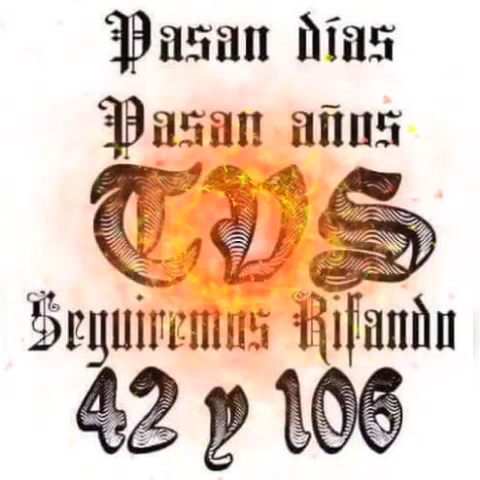 Pasan días
Pasan años
TDS
Seguiremos Rifando
42 y 106